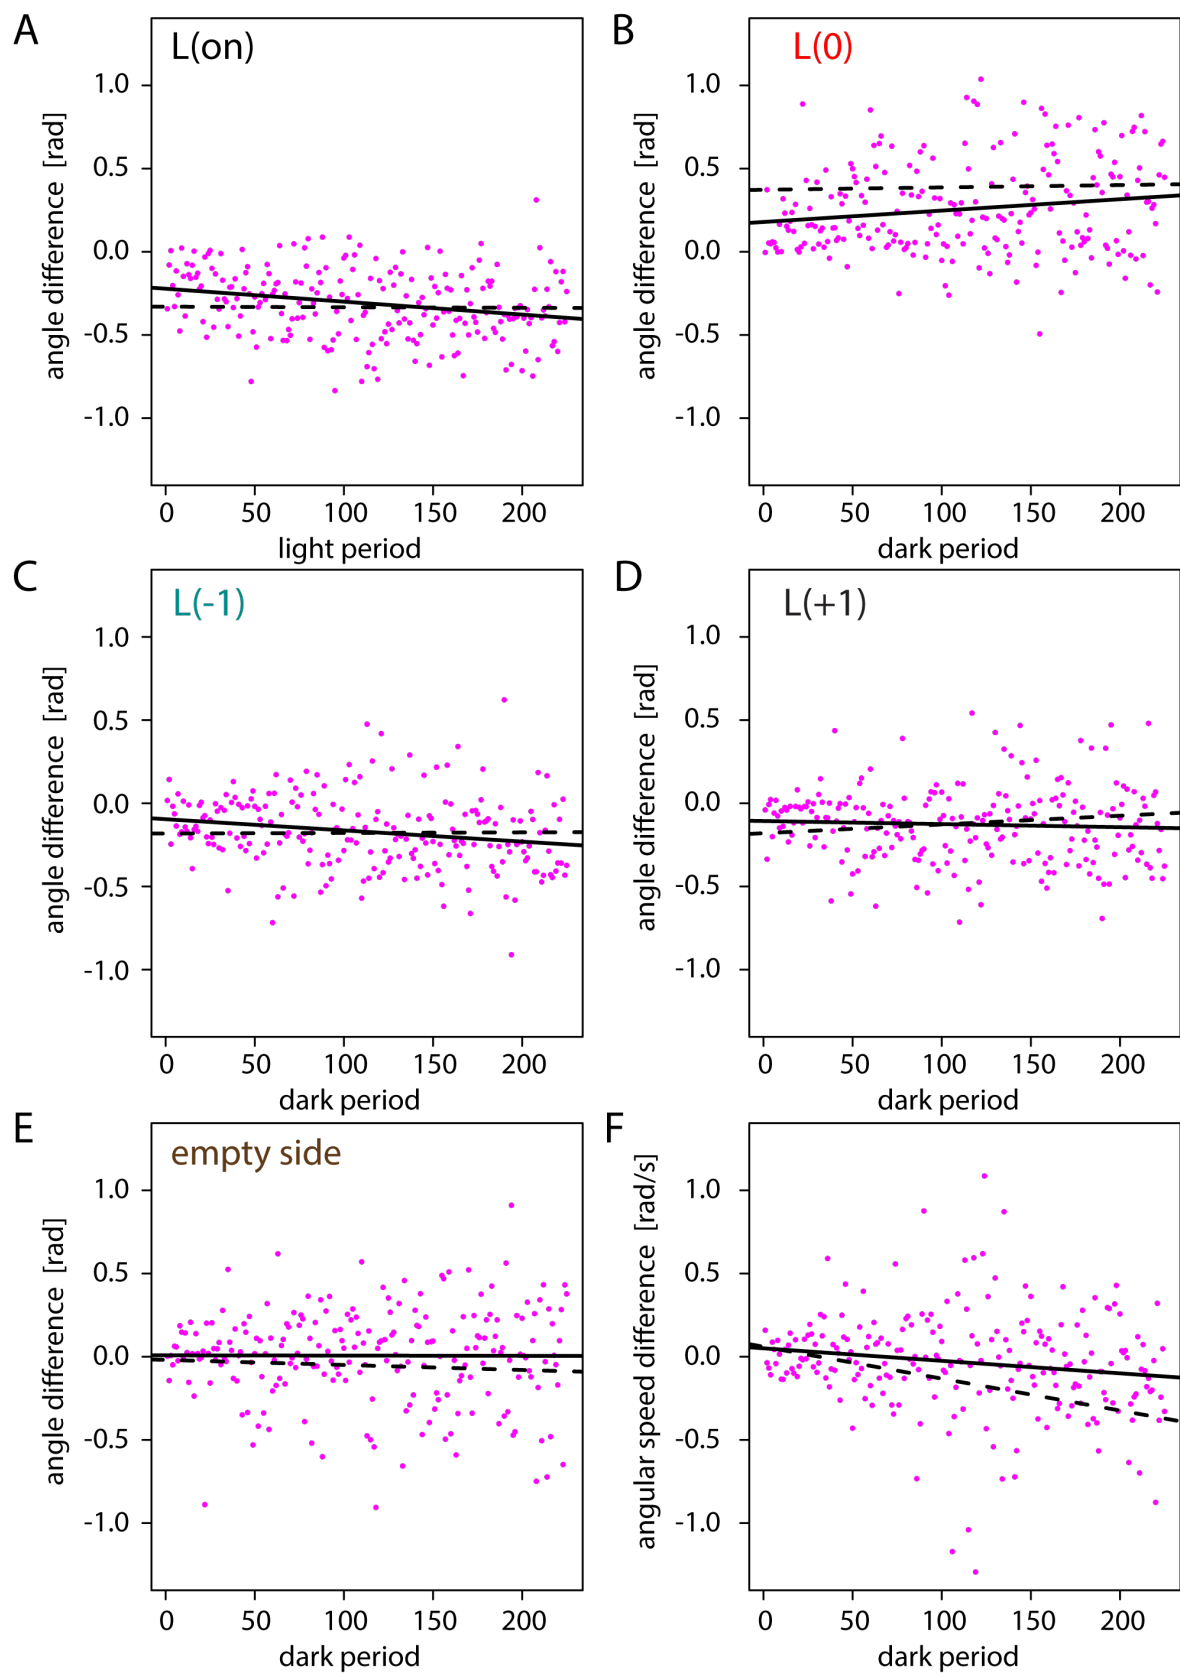 A
L(on)
angle difference [rad]
1.0
0.5
0.0
-0.5
-1.0
0 50 100 150 200
light period
B
L(0)
angle difference [rad]
1.0
0.5
0.0
-0.5
-1.0
0 50 100 150 200
dark period
C
L(-1)
angle difference [rad]
1.0
0.5
0.0
-0.5
-1.0
0 50 100 150 200
dark period
D
L(+1)
angle difference [rad]
1.0
0.5
0.0
-0.5
-1.0
0 50 100 150 200
dark period
E
empty side
angle difference [rad]
1.0
0.5
0.0
-0.5
-1.0
0 50 100 150 200
dark period
F
angular speed difference [rad/s]
1.0
0.5
0.0
-0.5
-1.0
0 50 100 150 200
dark period